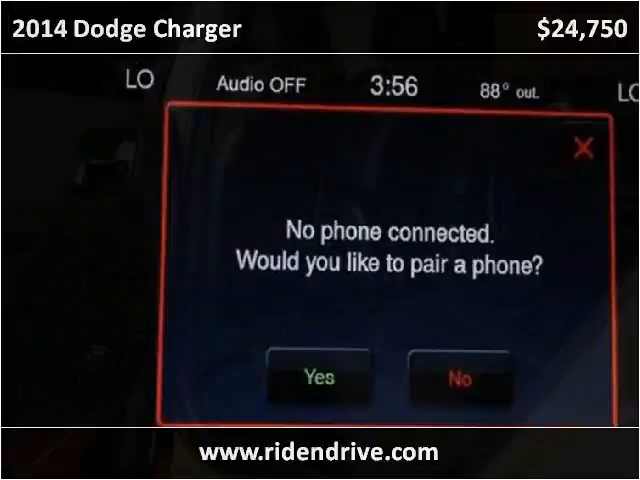 2014 Dodge Charger $24,750
LO Audio OFF 3:56 88° out.
No phone connected.
Would you like to pair a phone?
Yes No
www.ridendrive.com